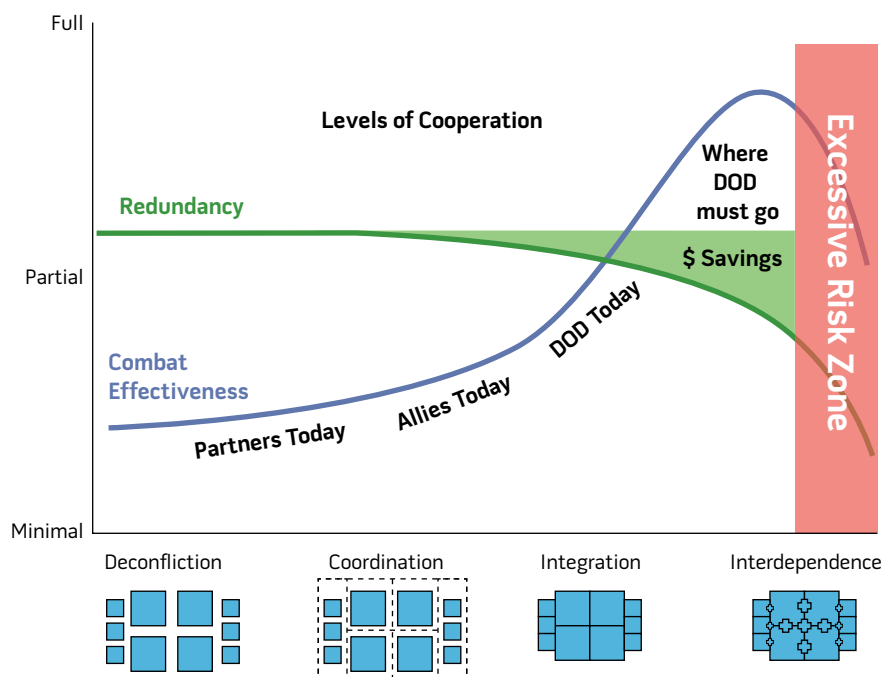 Full
Levels of Cooperation
Where
DOD
must go
Excessive Risk Zone
Redundancy
$ Savings
Partial
DOD Today
Combat
Effectiveness
Allies Today
Partners Today
Minimal
Deconfliction
Coordination
Integration
Interdependence